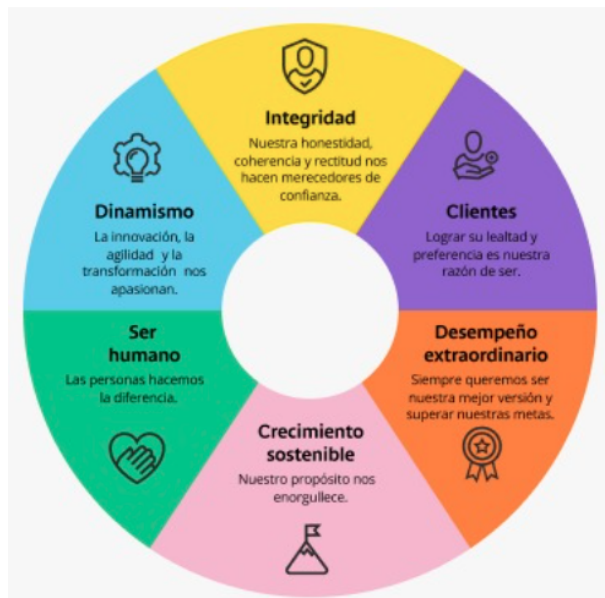 Integridad
Nuestra honestidad,
coherencia y rectitud nos
hacen merecedores de
confianza.
Clientes
Lograr su lealtad y
preferencia es nuestra
razón de ser.
Desempeño
extraordinario
Siempre queremos ser
nuestra mejor versión y
superar nuestras metas.
Crecimiento
sostenible
Nuestro propósito nos
enorgullece.
Ser
humano
Las personas hacemos
la diferencia.
Dinamismo
La innovación, la
agilidad y la
transformación nos
apasionan.